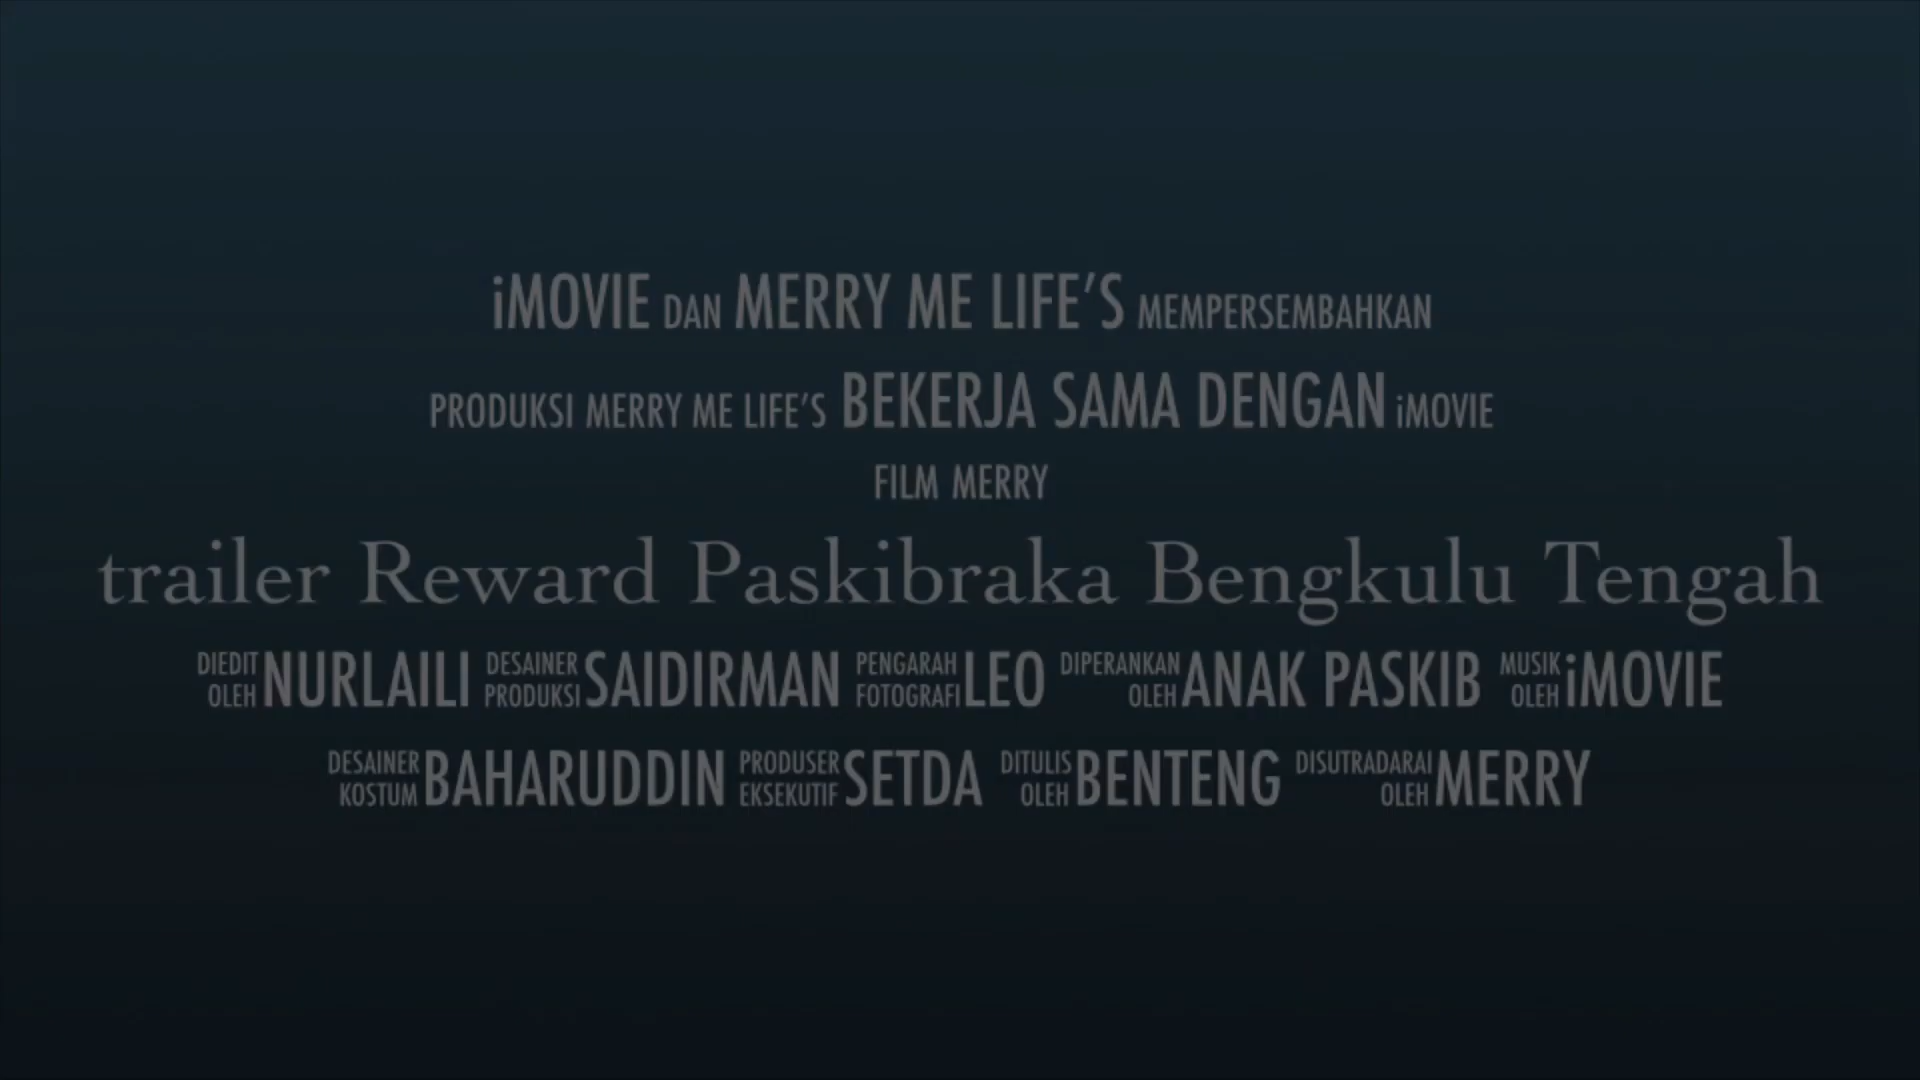 iMOVIE DAN MERRY ME LIFE'S MEMPERSEMBAHKAN
PRODUKSI MERRY ME LIFE'S BEKERJA SAMA DENGAN iMOVIE
FILM MERRY
trailer Reward Paskibraka Bengkulu Tengah
DIEDIT OLEH NURLAILI DESAINER PRODUKSI SAIDIRMAN PENGARAH FOTOGRAFI LEO DIPERANKAN OLEH ANAK PASKIB MUSIK OLEH iMOVIE
DESAINER KOSTUM BAHARUDDIN PRODUSER EKSEKUTIF SETDA DITULIS OLEH BENTENG DISUTRADARAI OLEH MERRY